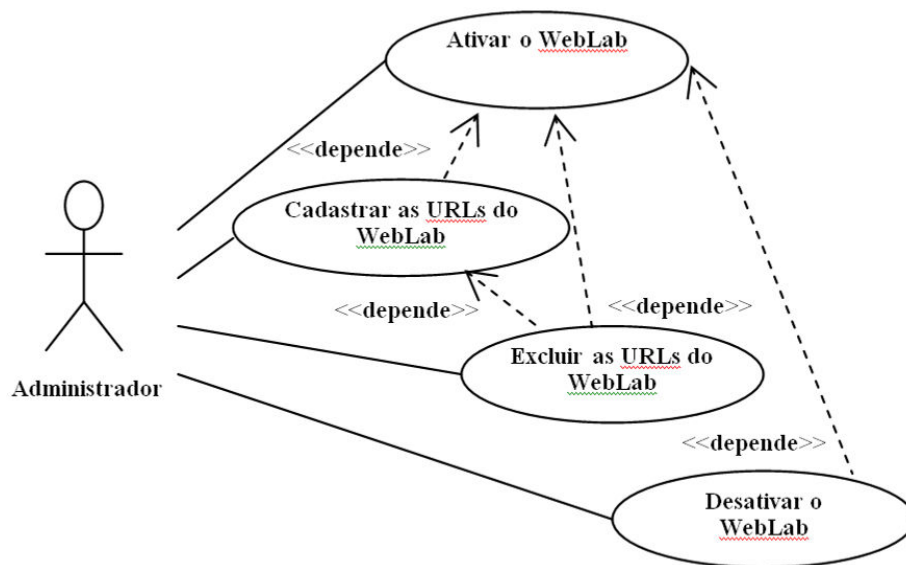 Ativar o WebLab
<<depende>>
Cadastrar as URLs do
WebLab
<<depende>>
<<depende>>
Excluir as URLs do
WebLab
Administrador
<<depende>>
Desativar o
WebLab